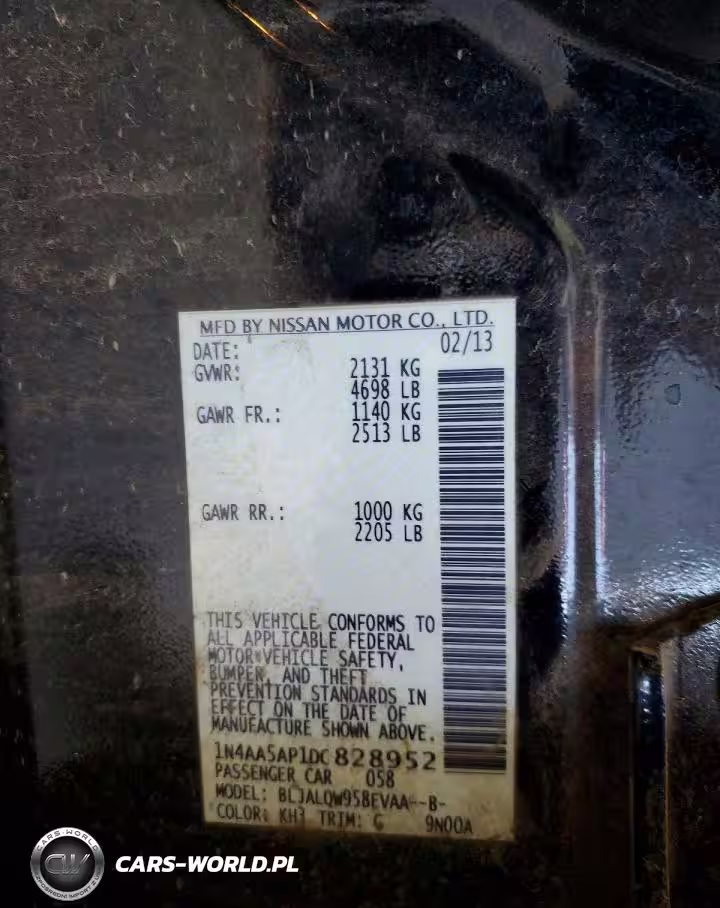 MFD BY NISSAN MOTOR CO., LTD.
DATE: 02/13
GVWR: 2131 KG
4698 LB
GAWR FR.: 1140 KG
2513 LB
GAWR RR.: 1000 KG
2205 LB
THIS VEHICLE CONFORMS TO
ALL APPLICABLE FEDERAL
MOTOR VEHICLE SAFETY,
BUMPER, AND THEFT
PREVENTION STANDARDS IN
EFFECT ON THE DATE OF
MANUFACTURE SHOWN ABOVE.
1N4AA5AP1DC828952
PASSENGER CAR 058
MODEL: BLJALQW958EVAA--B-
COLOR: KH3 TRIM: G 9N00A
CARS-WORLD.PL
CARS-WORLD
CW